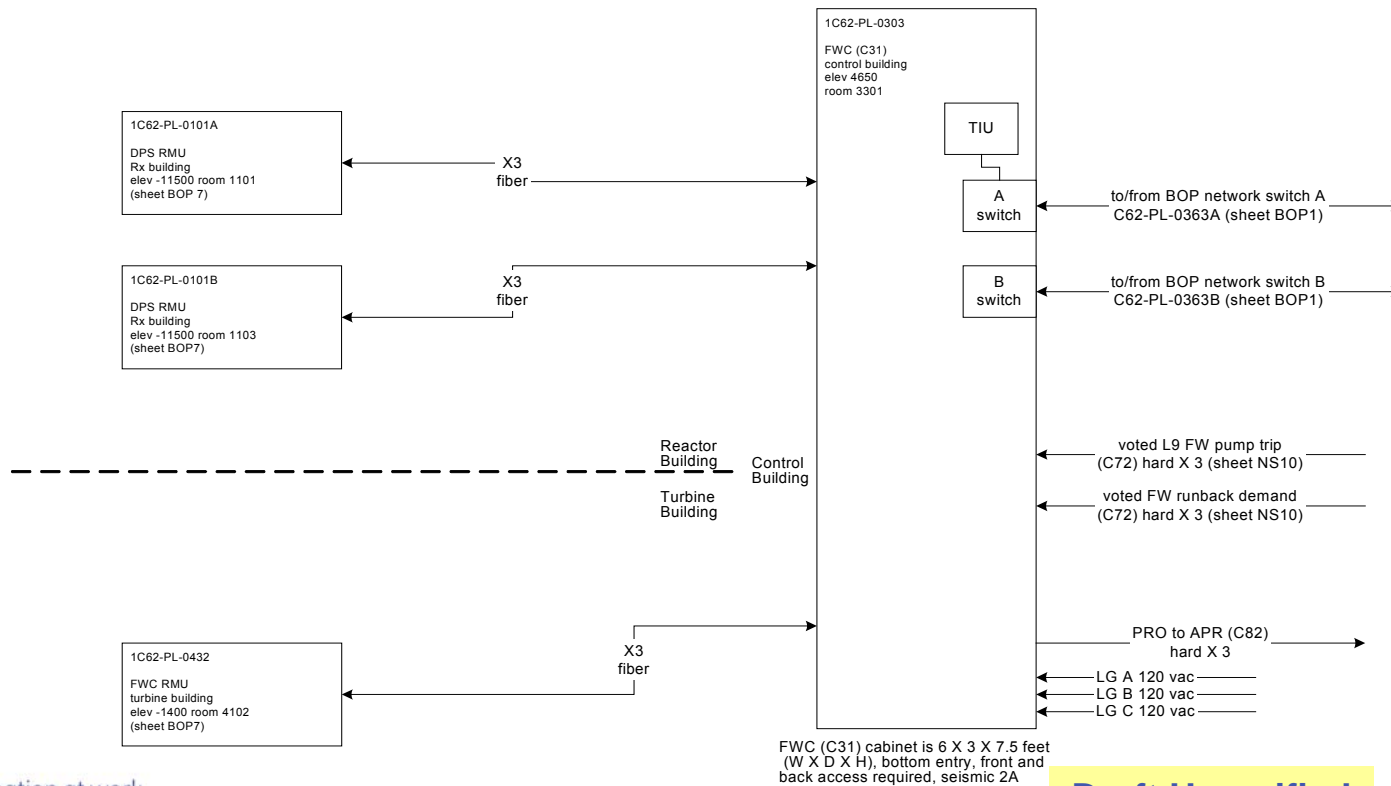 1C62-PL-0303
FWC (C31)
control building
elev 4650
room 3301
TIU
A
switch
B
switch
1C62-PL-0101A
DPS RMU
Rx building
elev -11500 room 1101
(sheet BOP 7)
X3
fiber
1C62-PL-0101B
DPS RMU
Rx building
elev -11500 room 1103
(sheet BOP7)
X3
fiber
to/from BOP network switch A
C62-PL-0363A (sheet BOP1)
to/from BOP network switch B
C62-PL-0363B (sheet BOP1)
Reactor
Building
Control
Building
Turbine
Building
voted L9 FW pump trip
(C72) hard X 3 (sheet NS10)
voted FW runback demand
(C72) hard X 3 (sheet NS10)
1C62-PL-0432
FWC RMU
turbine building
elev -1400 room 4102
(sheet BOP7)
X3
fiber
PRO to APR (C82)
hard X 3
LG A 120 vac
LG B 120 vac
LG C 120 vac
FWC (C31) cabinet is 6 X 3 X 7.5 feet
(W X D X H), bottom entry, front and
back access required, seismic 2A